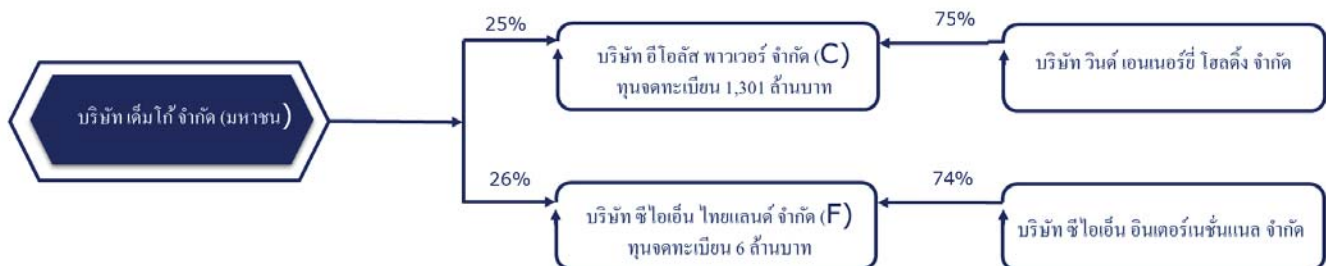 25%
บริษัท อีโอลัส พาวเวอร์ จำกัด (C)
ทุนจดทะเบียน 1,301 ล้านบาท
75%
บริษัท วินด์ เอนเนอร์ยี่ โฮลดิ้ง จำกัด
บริษัท เด็มโก้ จำกัด (มหาชน)
26%
บริษัท ซีไอเอ็น ไทยแลนด์ จำกัด (F)
ทุนจดทะเบียน 6 ล้านบาท
74%
บริษัท ซีไอเอ็น อินเตอร์เนชั่นแนล จำกัด